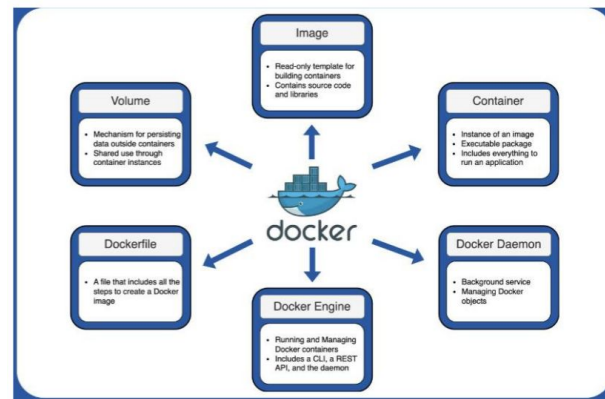 Image
• Read-only template for
building containers
• Contains source code
and libraries
Volume
• Mechanism for persisting
data outside containers
• Shared use through
container instances
Container
• Instance of an image
• Executable package
• Includes everything to
run an application
docker
Dockerfile
• A file that includes all the
steps to create a Docker
image
Docker Daemon
• Background service
• Managing Docker
objects
Docker Engine
• Running and Managing
Docker containers
• Includes a CLI, a REST
API, and the daemon